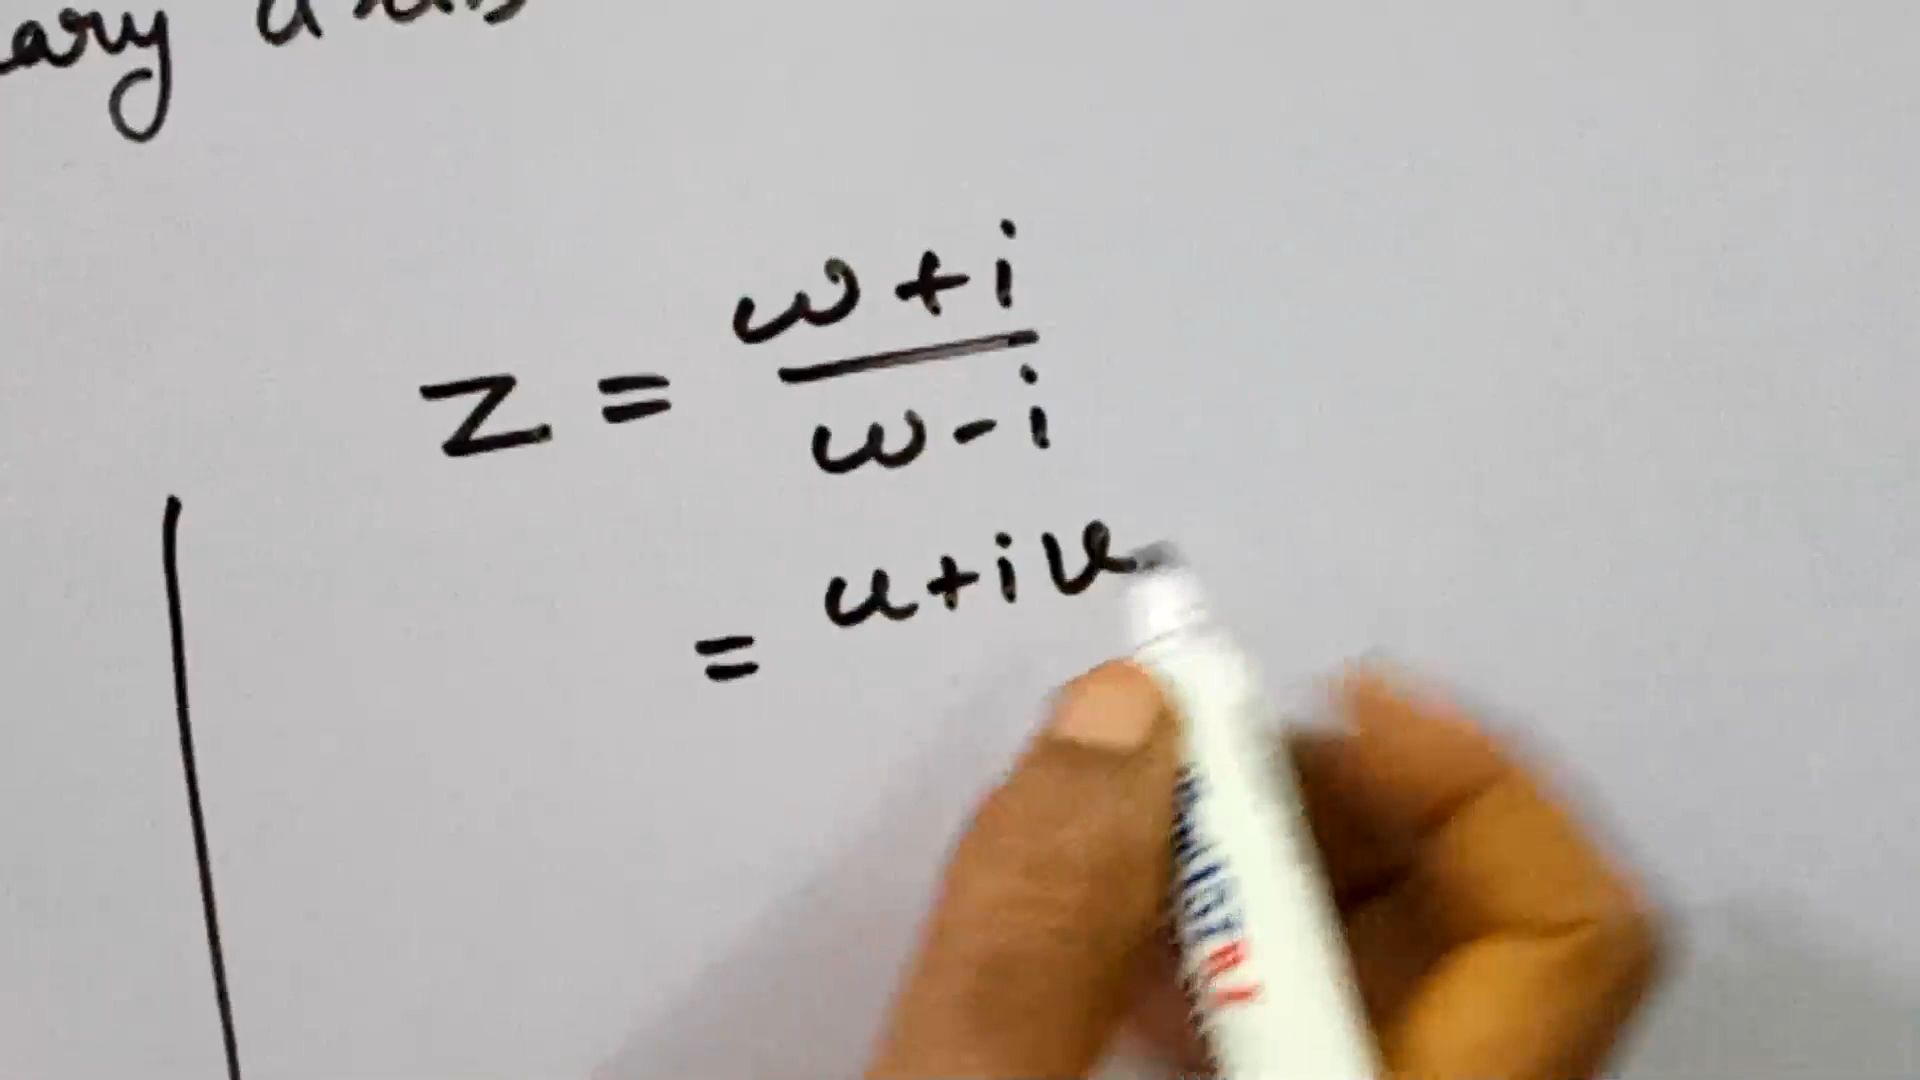 z = w+i / w-i
= u+iv